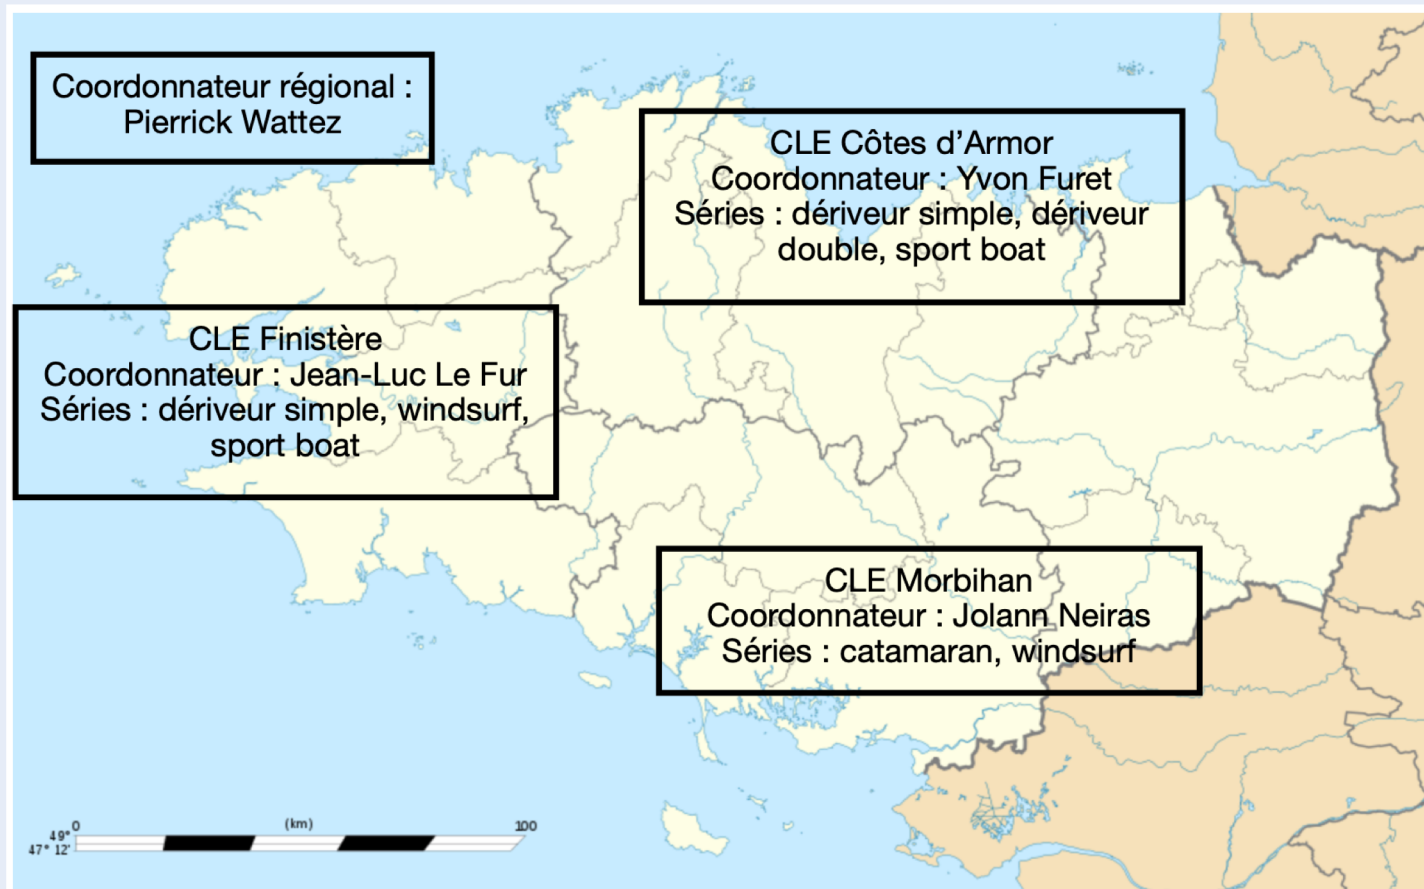 Coordonnateur régional :
Pierrick Wattez
CLE Côtes d’Armor
Coordonnateur : Yvon Furet
Séries : dériveur simple, dériveur
double, sport boat
CLE Finistère
Coordonnateur : Jean-Luc Le Fur
Séries : dériveur simple, windsurf,
sport boat
CLE Morbihan
Coordonnateur : Jolann Neiras
Séries : catamaran, windsurf
0 (km) 100
49°
47° 12'